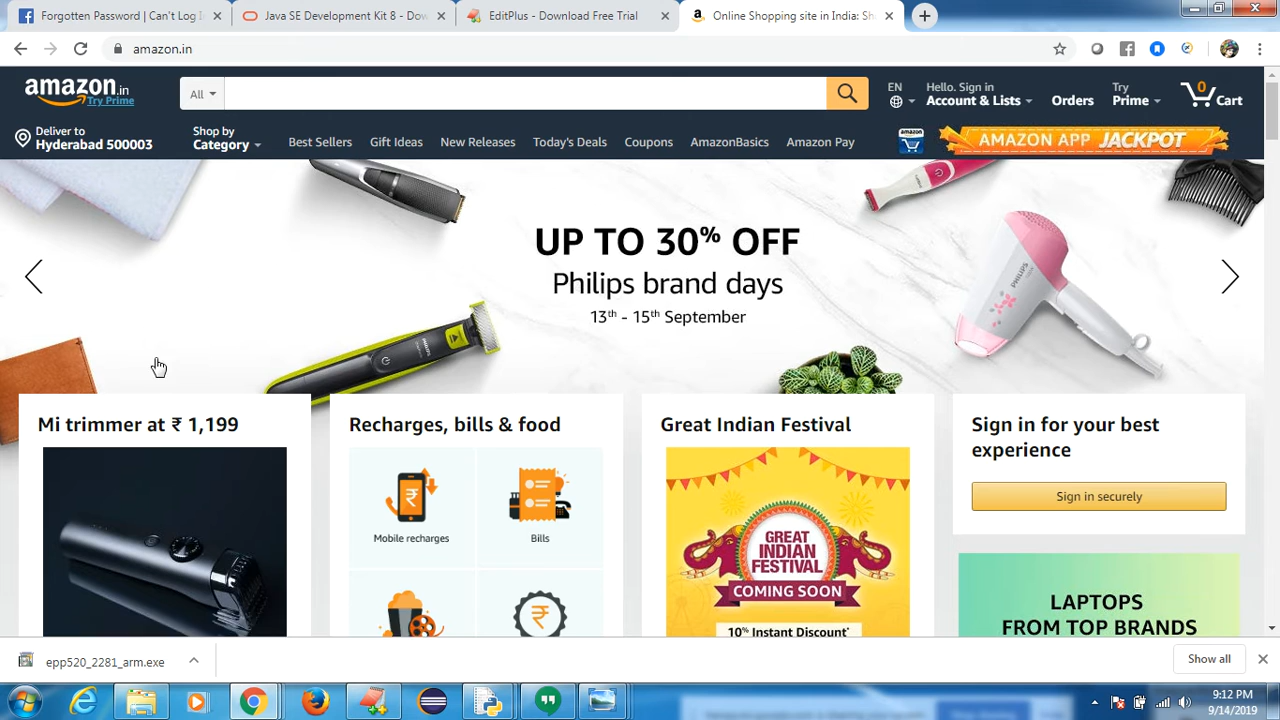 Forgotten Password | Can't Log I
Java SE Development Kit 8 - Dow
EditPlus - Download Free Trial
Online Shopping site in India: Sh
amazon.in
amazon.in
Try Prime
All
EN
Hello. Sign in
Account & Lists
Orders
Try
Prime
0
Cart
Deliver to
Hyderabad 500003
Shop by
Category
Best Sellers
Gift Ideas
New Releases
Today's Deals
Coupons
AmazonBasics
Amazon Pay
amazon
AMAZON APP JACKPOT
UP TO 30% OFF
Philips brand days
13th - 15th September
PHILIPS
Mi trimmer at ₹ 1,199
Recharges, bills & food
Mobile recharges
Bills
Great Indian Festival
GREAT
INDIAN
FESTIVAL
COMING SOON
10% Instant Discount*
Sign in for your best
experience
Sign in securely
LAPTOPS
FROM TOP BRANDS
epp520_2281_arm.exe
Show all
9:12 PM
9/14/2019